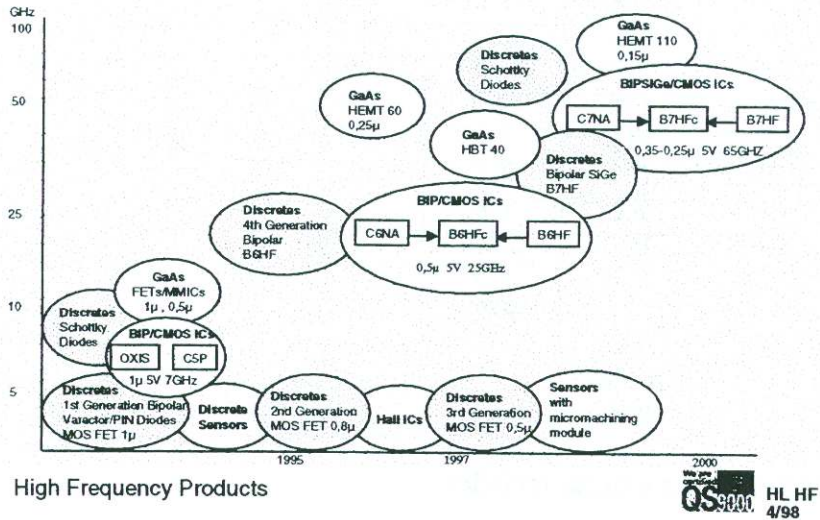 GHz
100
50
25
10
5
GaAs
HEMT 110
0,15µ
Discretes
Schottky
Diodes
BIPSIGe/CMOS ICs
C7NA
B7HFc
B7HF
0,35-0,25µ 5V 65GHZ
GaAs
HEMT 60
0,25µ
GaAs
HBT 40
Discretes
Bipolar SiGe
B7HF
BIP/CMOS ICs
C6NA
B6HFc
B6HF
0,5µ 5V 25GHz
Discretes
4th Generation
Bipolar
B6HF
GaAs
FETs/MMICs
1µ , 0,5µ
Discretes
Schottky
Diodes
BIP/CMOS ICs
OXIS
C5P
1µ 5V 7GHz
Discretes
1st Generation Bipolar
Varactor/PIN Diodes
MOS FET 1µ
Discrete
Sensors
Discretes
2nd Generation
MOS FET 0,8µ
Hall ICs
Discretes
3rd Generation
MOS FET 0,5µ
Sensors
with
micromachining
module
1995
1997
2000
High Frequency Products
We are
certified
QS9000
HL HF
4/98